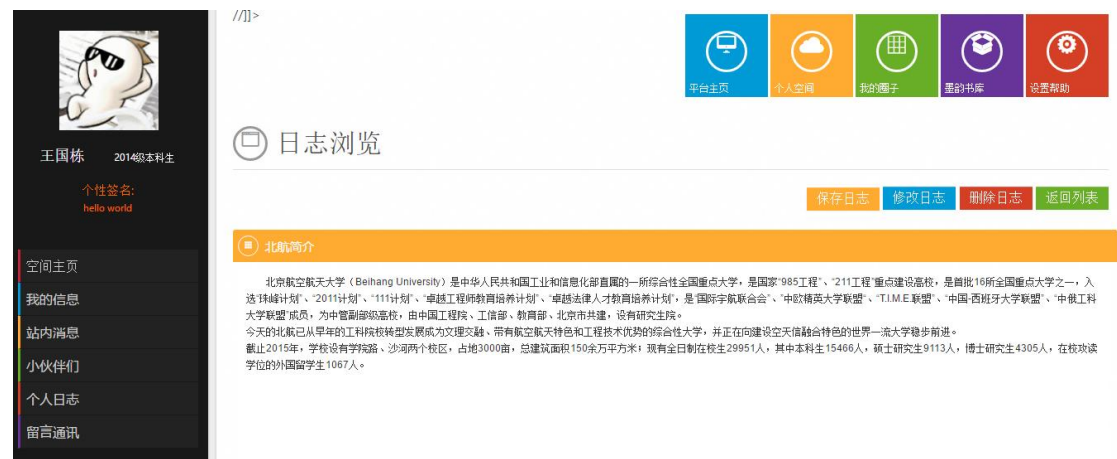 //]]>
平台主页
个人空间
我的圈子
墨韵书库
设置帮助
王国栋 2014级本科生
个性签名:
hello world
空间主页
我的信息
站内消息
小伙伴们
个人日志
留言通讯
日志浏览
保存日志 修改日志 删除日志 返回列表
北航简介
北京航空航天大学（Beihang University）是中华人民共和国工业和信息化部直属的一所综合性全国重点大学，是国家“985工程”、“211工程”重点建设高校，是首批16所全国重点大学之一，入
选“珠峰计划”、“2011计划”、“111计划”、“卓越工程师教育培养计划”、“卓越法律人才教育培养计划”，是“国际宇航联合会”、“中欧精英大学联盟”、“T.I.M.E.联盟”、“中国-西班牙大学联盟”、“中俄工科
大学联盟”成员，为中管副部级高校，由中国工程院、工信部、教育部、北京市共建，设有研究生院。
今天的北航已从早年的工科院校转型发展成为文理交融、带有航空航天特色和工程技术优势的综合性大学，并正在向建设空天信融合特色的世界一流大学稳步前进。
截止2015年，学校设有学院路、沙河两个校区，占地3000亩，总建筑面积150余万平方米；现有全日制在校生29951人，其中本科生15466人，硕士研究生9113人，博士研究生4305人，在校攻读
学位的外国留学生1067人。